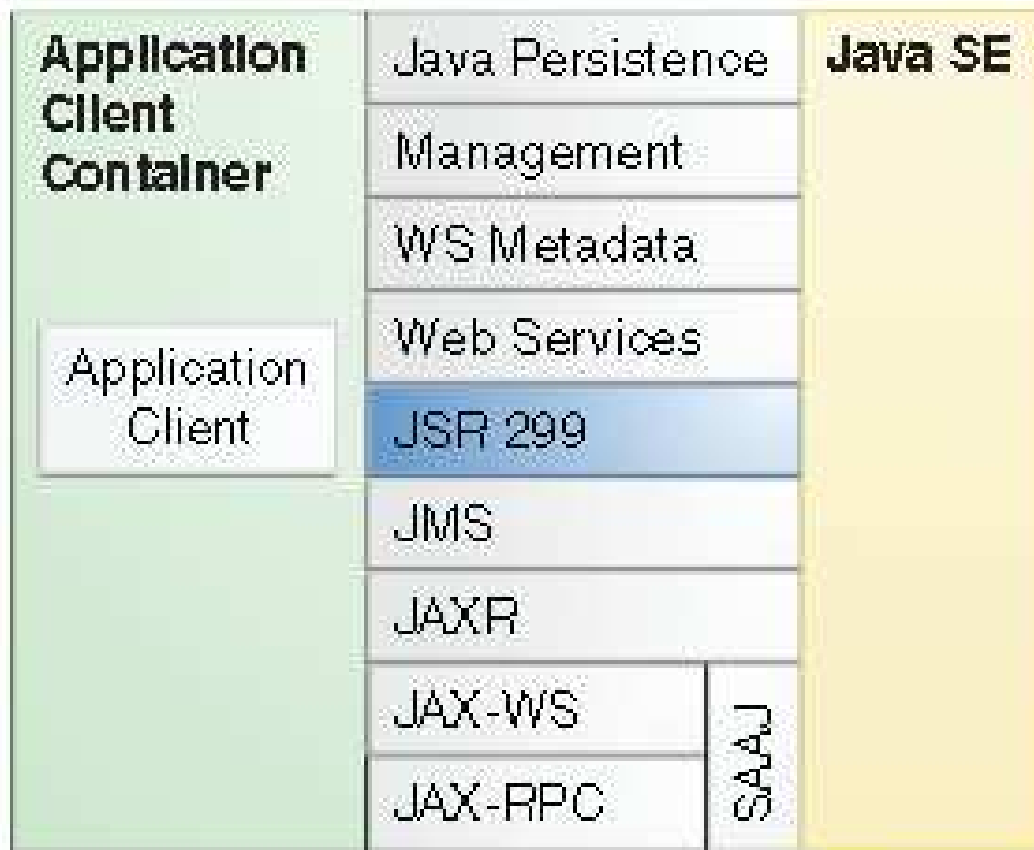 Application
Client
Container
Application
Client
Java Persistence
Management
WS Metadata
Web Services
JSR 299
JMS
JAXR
JAX-WS
JAX-RPC
SAAJ
Java SE